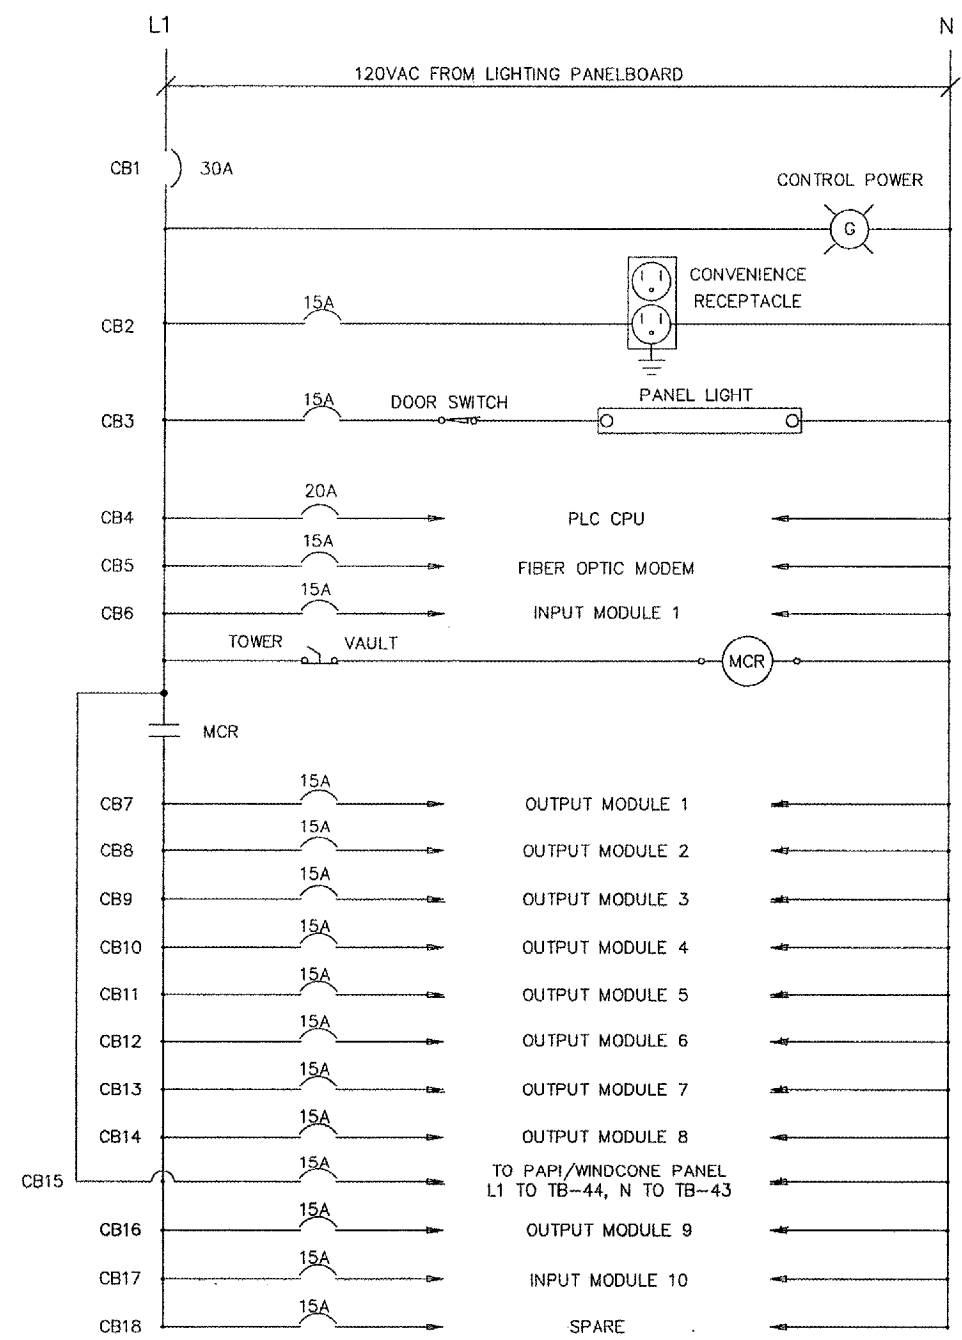 L1 N
120VAC FROM LIGHTING PANELBOARD
CB1 30A
CONTROL POWER
G
CONVENIENCE
RECEPTACLE
15A
CB2
15A DOOR SWITCH PANEL LIGHT
CB3
20A
CB4 PLC CPU
15A
CB5 FIBER OPTIC MODEM
15A
CB6 INPUT MODULE 1
TOWER VAULT
MCR
MCR
15A
CB7 OUTPUT MODULE 1
15A
CB8 OUTPUT MODULE 2
15A
CB9 OUTPUT MODULE 3
15A
CB10 OUTPUT MODULE 4
15A
CB11 OUTPUT MODULE 5
15A
CB12 OUTPUT MODULE 6
15A
CB13 OUTPUT MODULE 7
15A
CB14 OUTPUT MODULE 8
15A
CB15 TO PAPI/WINDCONE PANEL
L1 TO TB-44, N TO TB-43
15A
CB16 OUTPUT MODULE 9
15A
CB17 INPUT MODULE 10
15A
CB18 SPARE